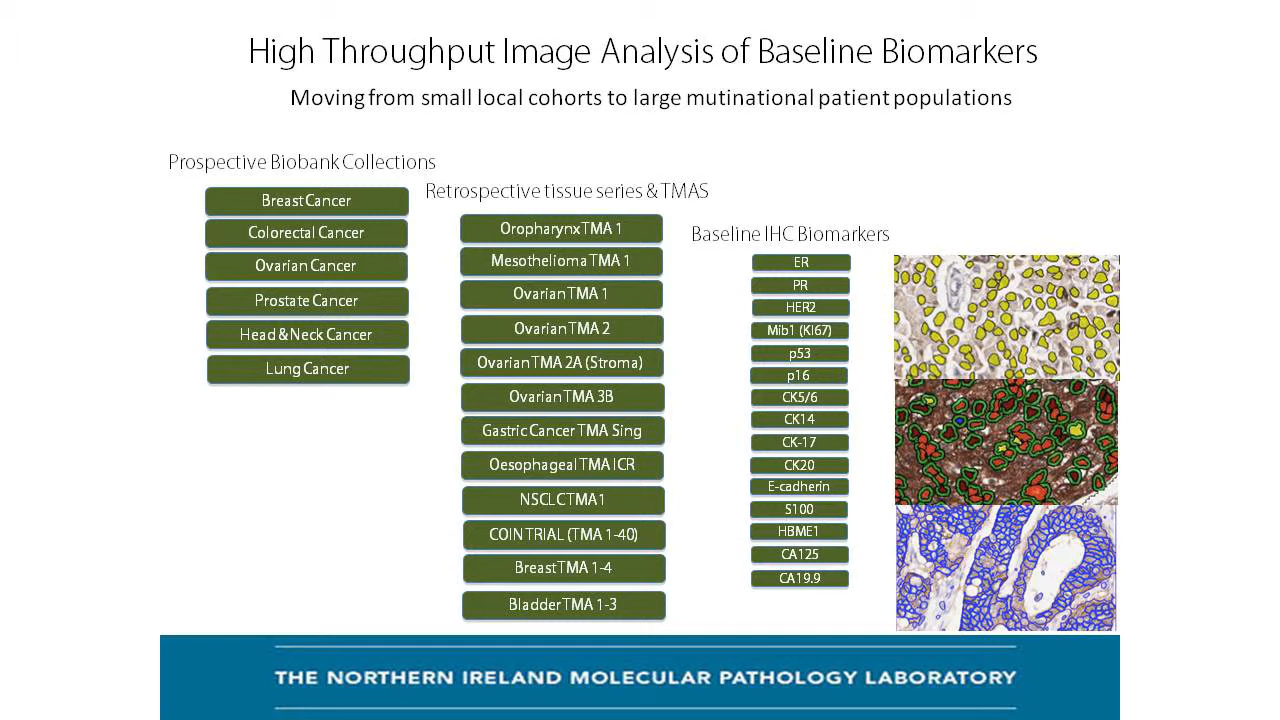 High Throughput Image Analysis of Baseline Biomarkers
Moving from small local cohorts to large mutinational patient populations
Prospective Biobank Collections
Breast Cancer
Colorectal Cancer
Ovarian Cancer
Prostate Cancer
Head & Neck Cancer
Lung Cancer
Retrospective tissue series & TMAS
Oropharynx TMA 1
Mesothelioma TMA 1
Ovarian TMA 1
Ovarian TMA 2
Ovarian TMA 2A (Stroma)
Ovarian TMA 3B
Gastric Cancer TMA Sing
Oesophageal TMA ICR
NSCLC TMA1
COIN TRIAL (TMA 1-40)
Breast TMA 1-4
Bladder TMA 1-3
Baseline IHC Biomarkers
ER
PR
HER2
Mib1 (KI67)
p53
p16
CK5/6
CK14
CK-17
CK20
E-cadherin
S100
HBME1
CA125
CA19.9
THE NORTHERN IRELAND MOLECULAR PATHOLOGY LABORATORY